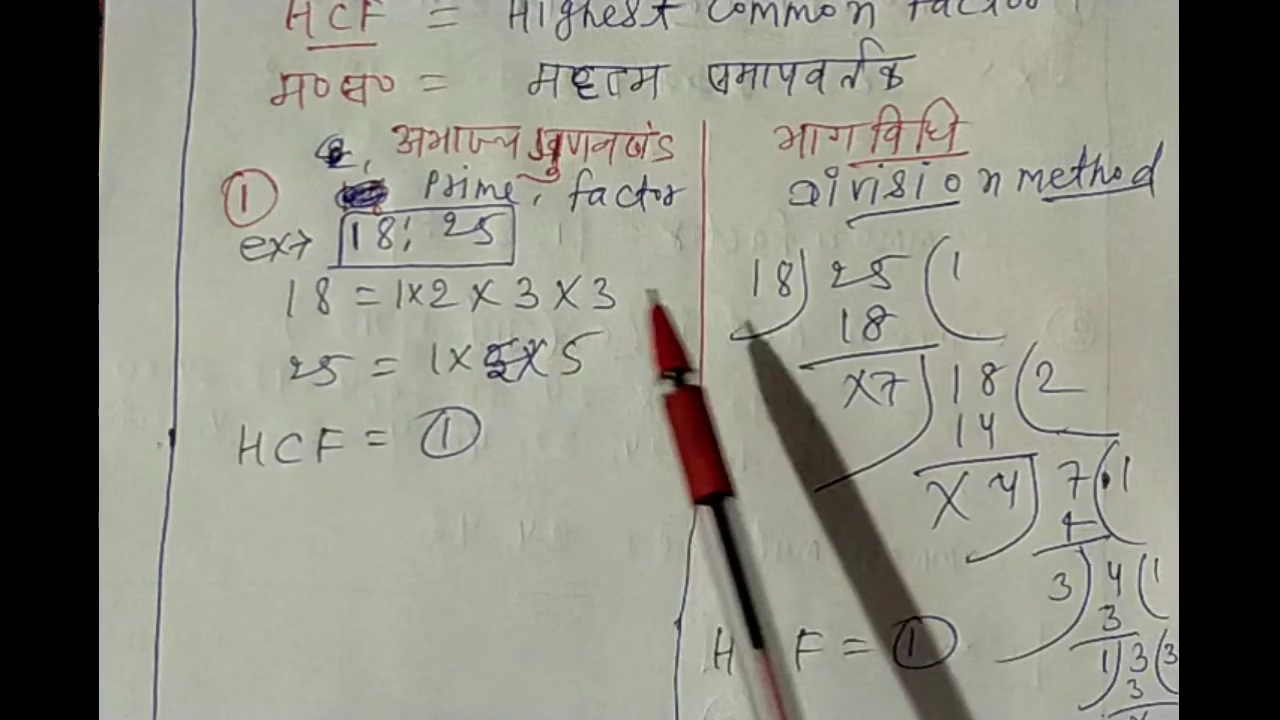 HCF = Highest Common factor
म०स० = महत्तम समापवर्तक
अभाज्य गुणनखंड
① Prime, factor
ex→ 18, 25
18 = 1×2 × 3 × 3
25 = 1×5×5
HCF = ①
भाग विधि
Division method
18) 25 (1
18
×7) 18 (2
14
×4) 7 (1
4
3) 4 (1
3
1) 3 (3
3
H F = ①